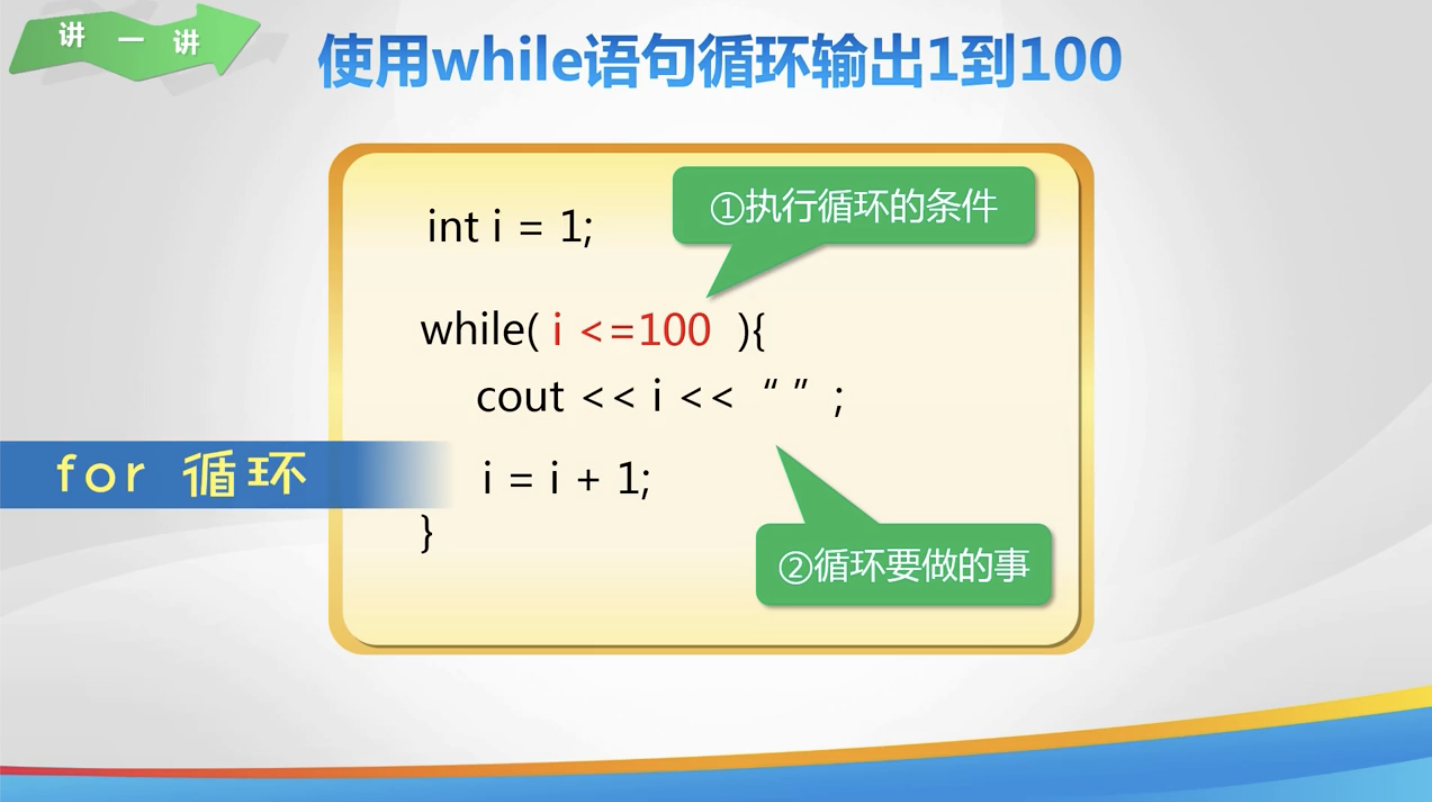 讲一讲
使用while语句循环输出1到100
①执行循环的条件
int i = 1;
while( i <=100 ){
cout << i << “ ” ;
for 循环
i = i + 1;
}
②循环要做的事